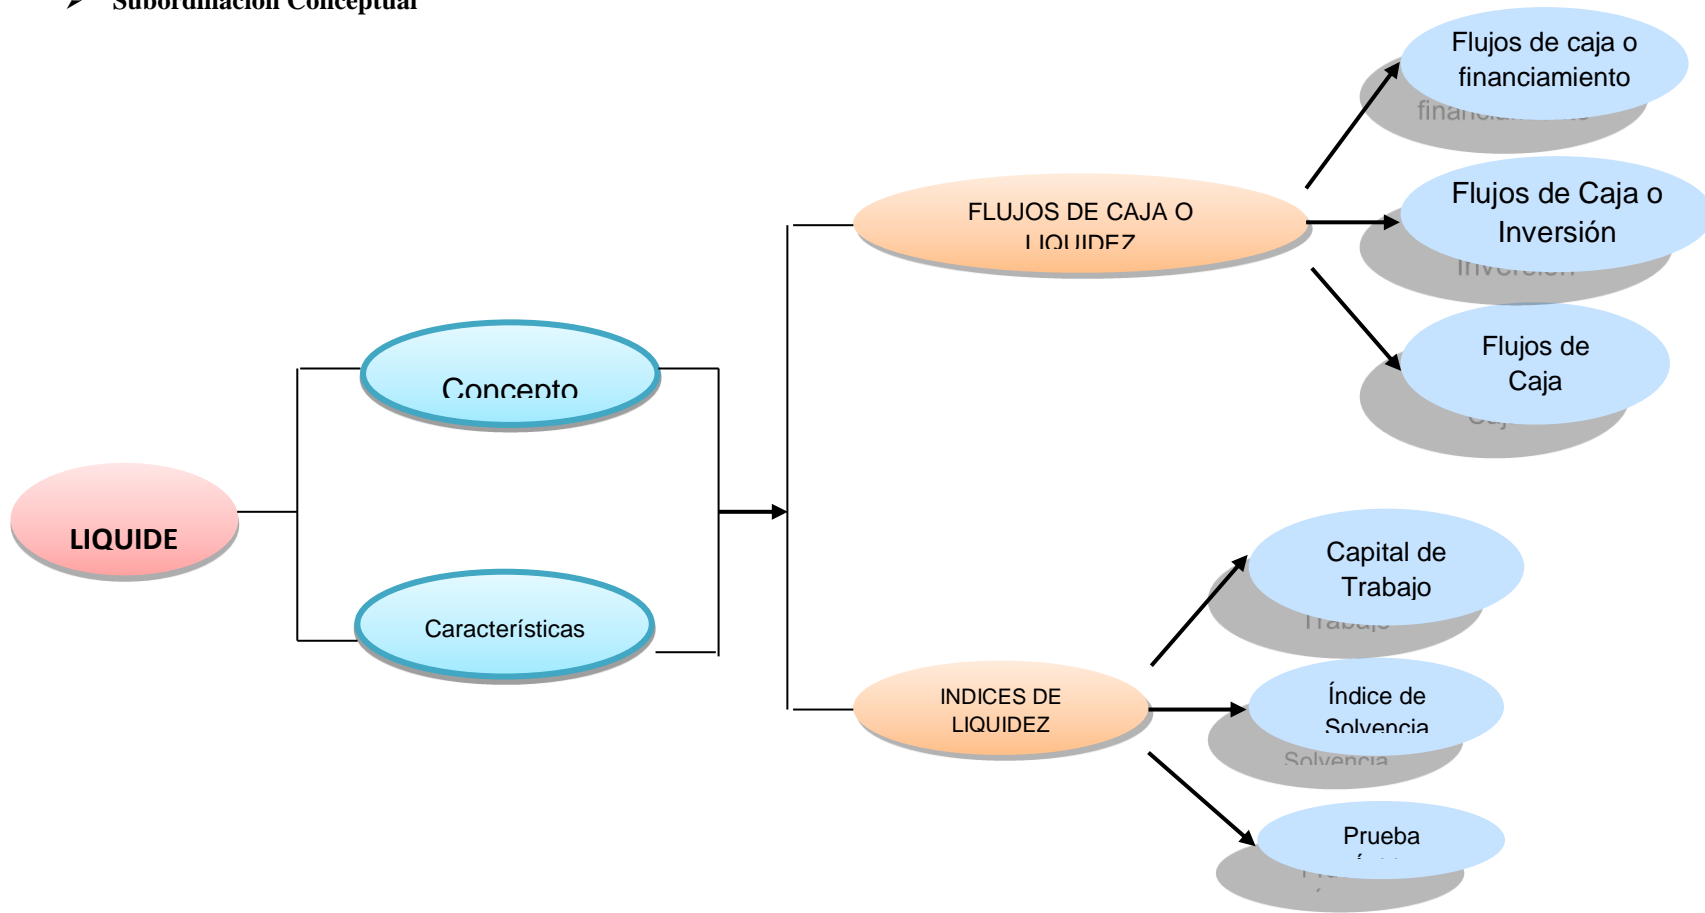 ➢ Subordinación Conceptual
Flujos de caja o
financiamiento
Flujos de Caja o
Inversión
Flujos de
Caja
FLUJOS DE CAJA O
LIQUIDEZ
Concepto
Características
LIQUIDE
INDICES DE
LIQUIDEZ
Capital de
Trabajo
Índice de
Solvencia
Prueba